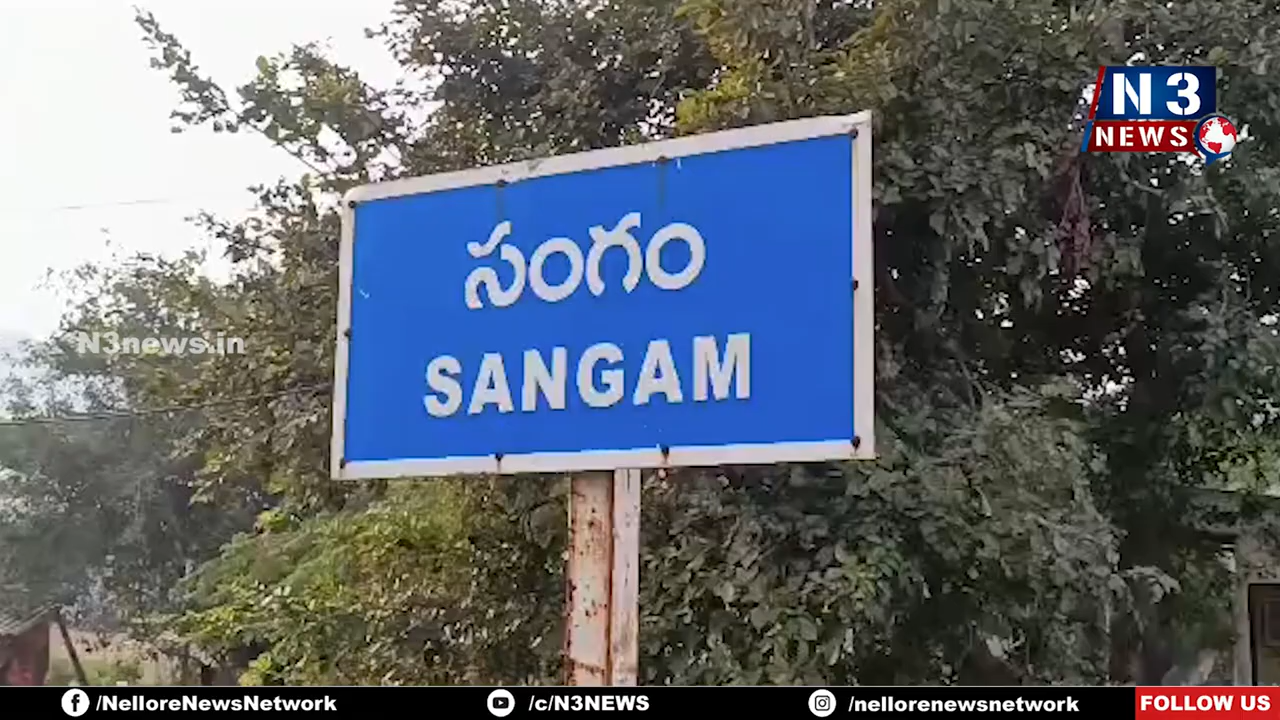 N3
NEWS
సంగం
SANGAM
N3news.in
/NelloreNewsNetwork
/c/N3NEWS
/nellorenewsnetwork
FOLLOW US